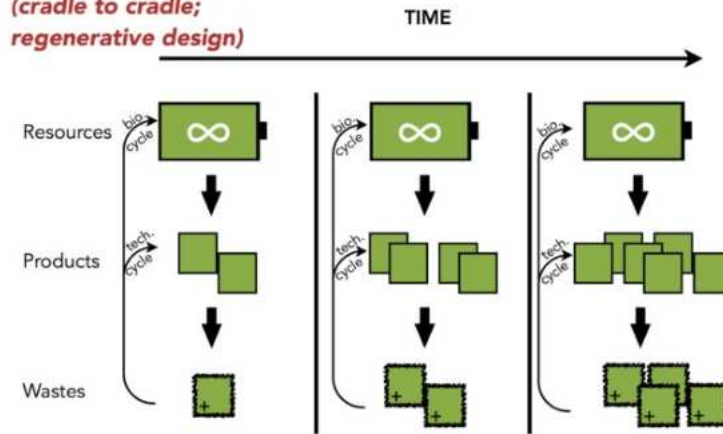 (cradle to cradle;
regenerative design)
TIME
Resources
bio.
cycle
∞
bio.
cycle
∞
bio.
cycle
∞
Products
tech.
cycle
tech.
cycle
tech.
cycle
Wastes
+
+
+
+
+
+